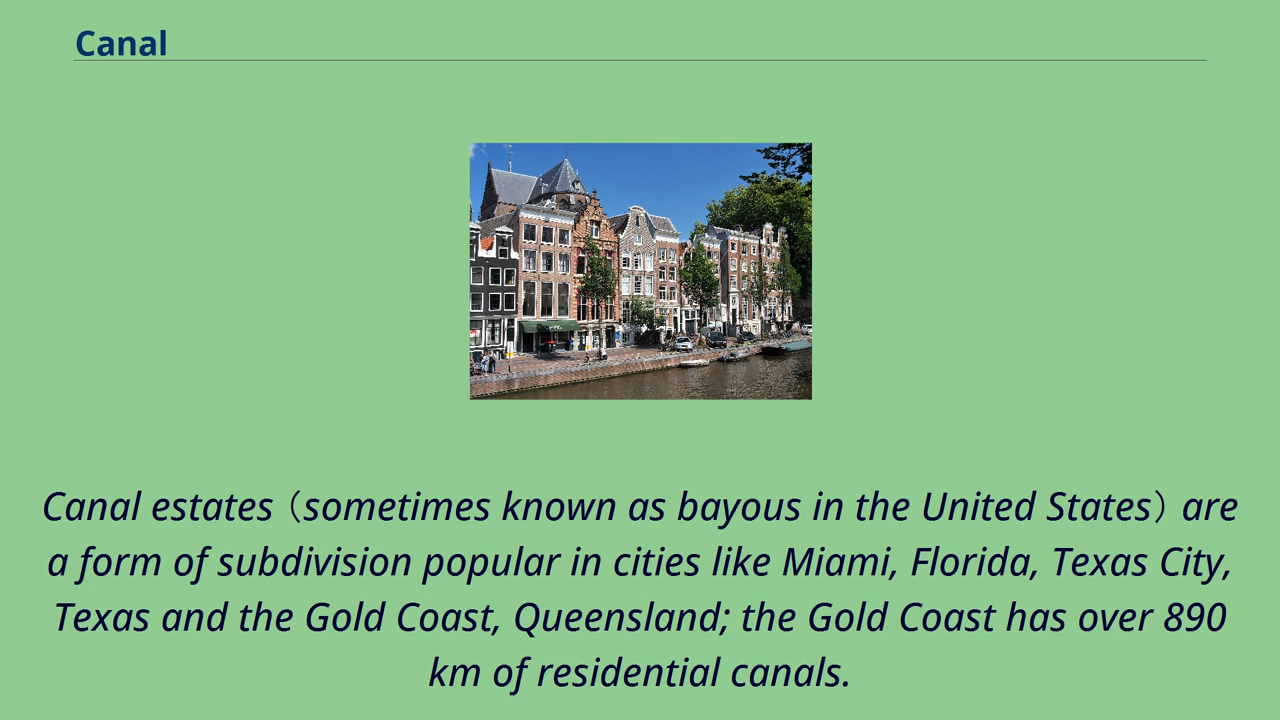 Canal
Canal estates（sometimes known as bayous in the United States）are
a form of subdivision popular in cities like Miami, Florida, Texas City,
Texas and the Gold Coast, Queensland; the Gold Coast has over 890
km of residential canals.